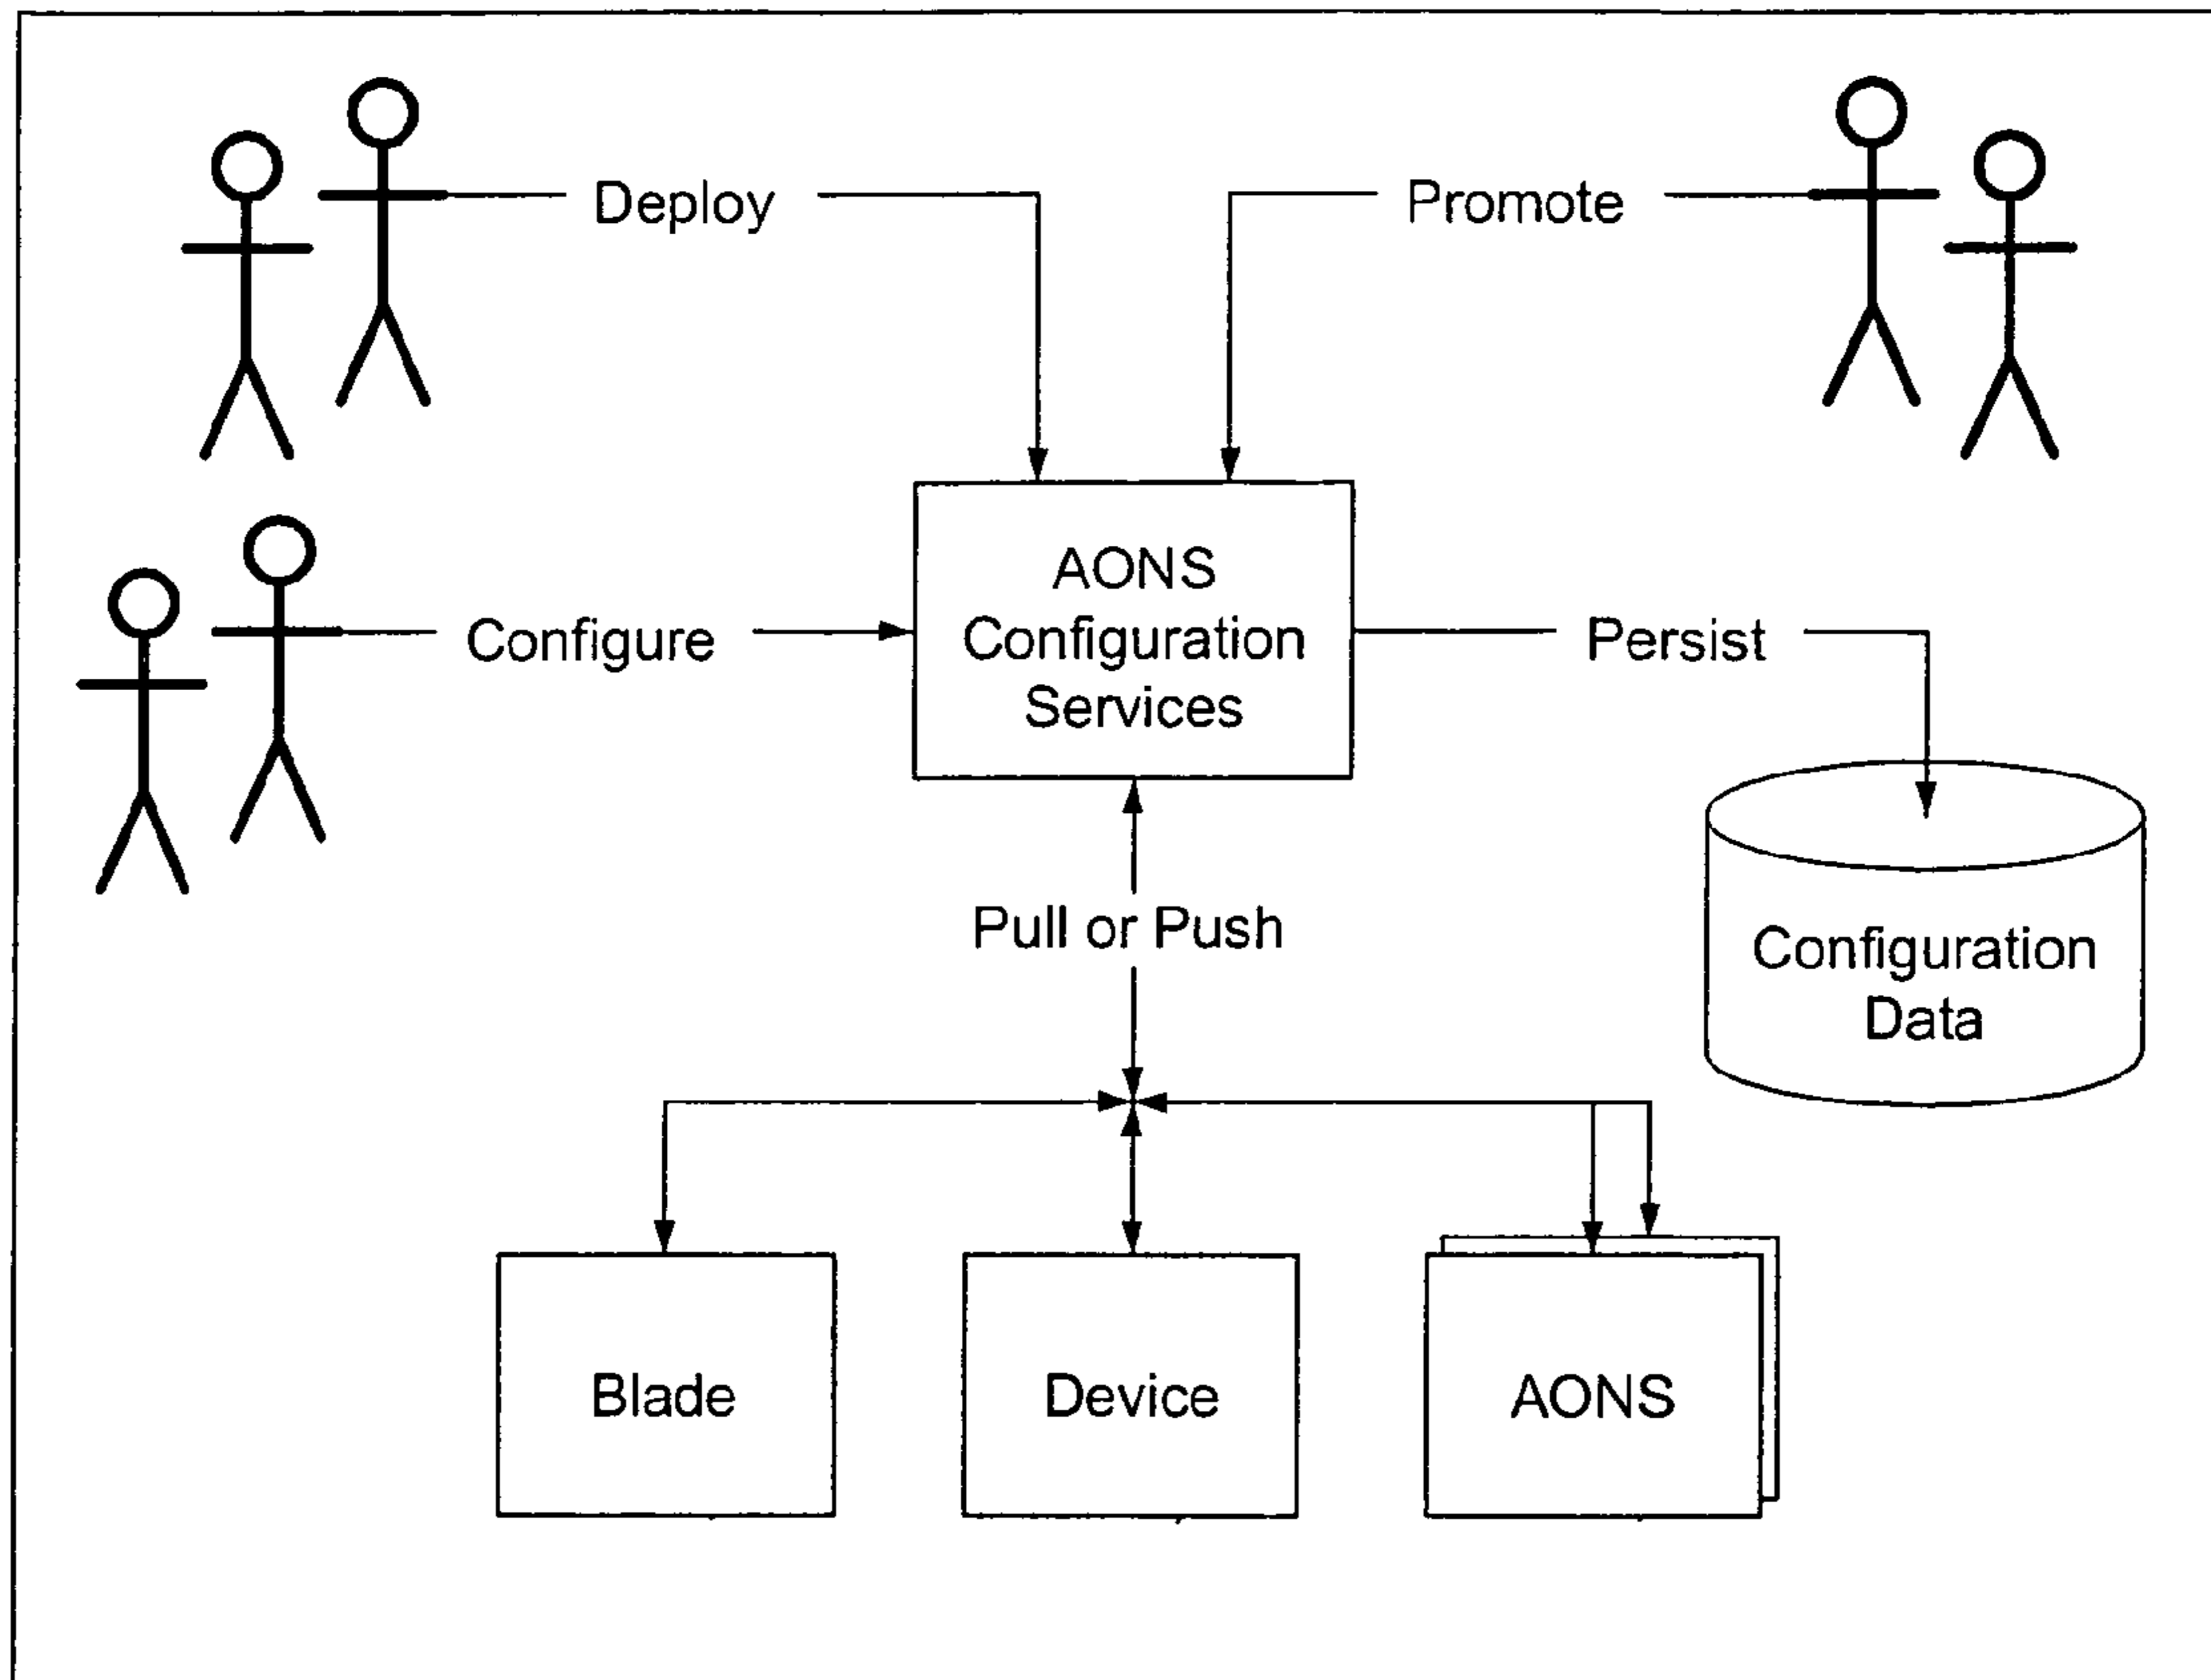 Deploy
Promote
AONS
Configuration
Services
Configure
Persist
Pull or Push
Configuration
Data
Blade
Device
AONS